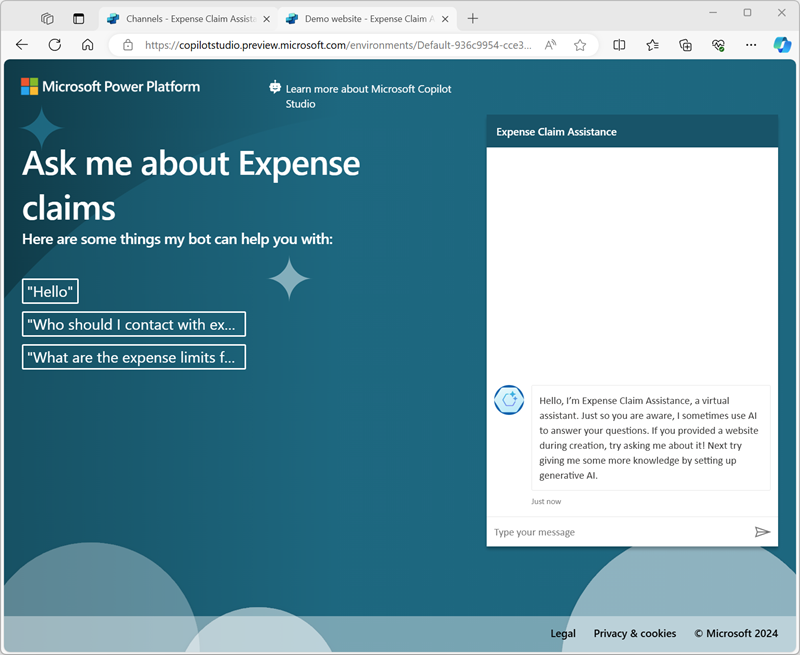 Channels - Expense Claim Assista
Demo website - Expense Claim A
https://copilotstudio.preview.microsoft.com/environments/Default-936c9954-cce3...
Microsoft Power Platform
Learn more about Microsoft Copilot
Studio
Ask me about Expense
claims
Here are some things my bot can help you with:
"Hello"
"Who should I contact with ex...
"What are the expense limits f...
Expense Claim Assistance
Hello, I'm Expense Claim Assistance, a virtual
assistant. Just so you are aware, I sometimes use AI
to answer your questions. If you provided a website
during creation, try asking me about it! Next try
giving me some more knowledge by setting up
generative AI.
Just now
Type your message
Legal
Privacy & cookies
© Microsoft 2024